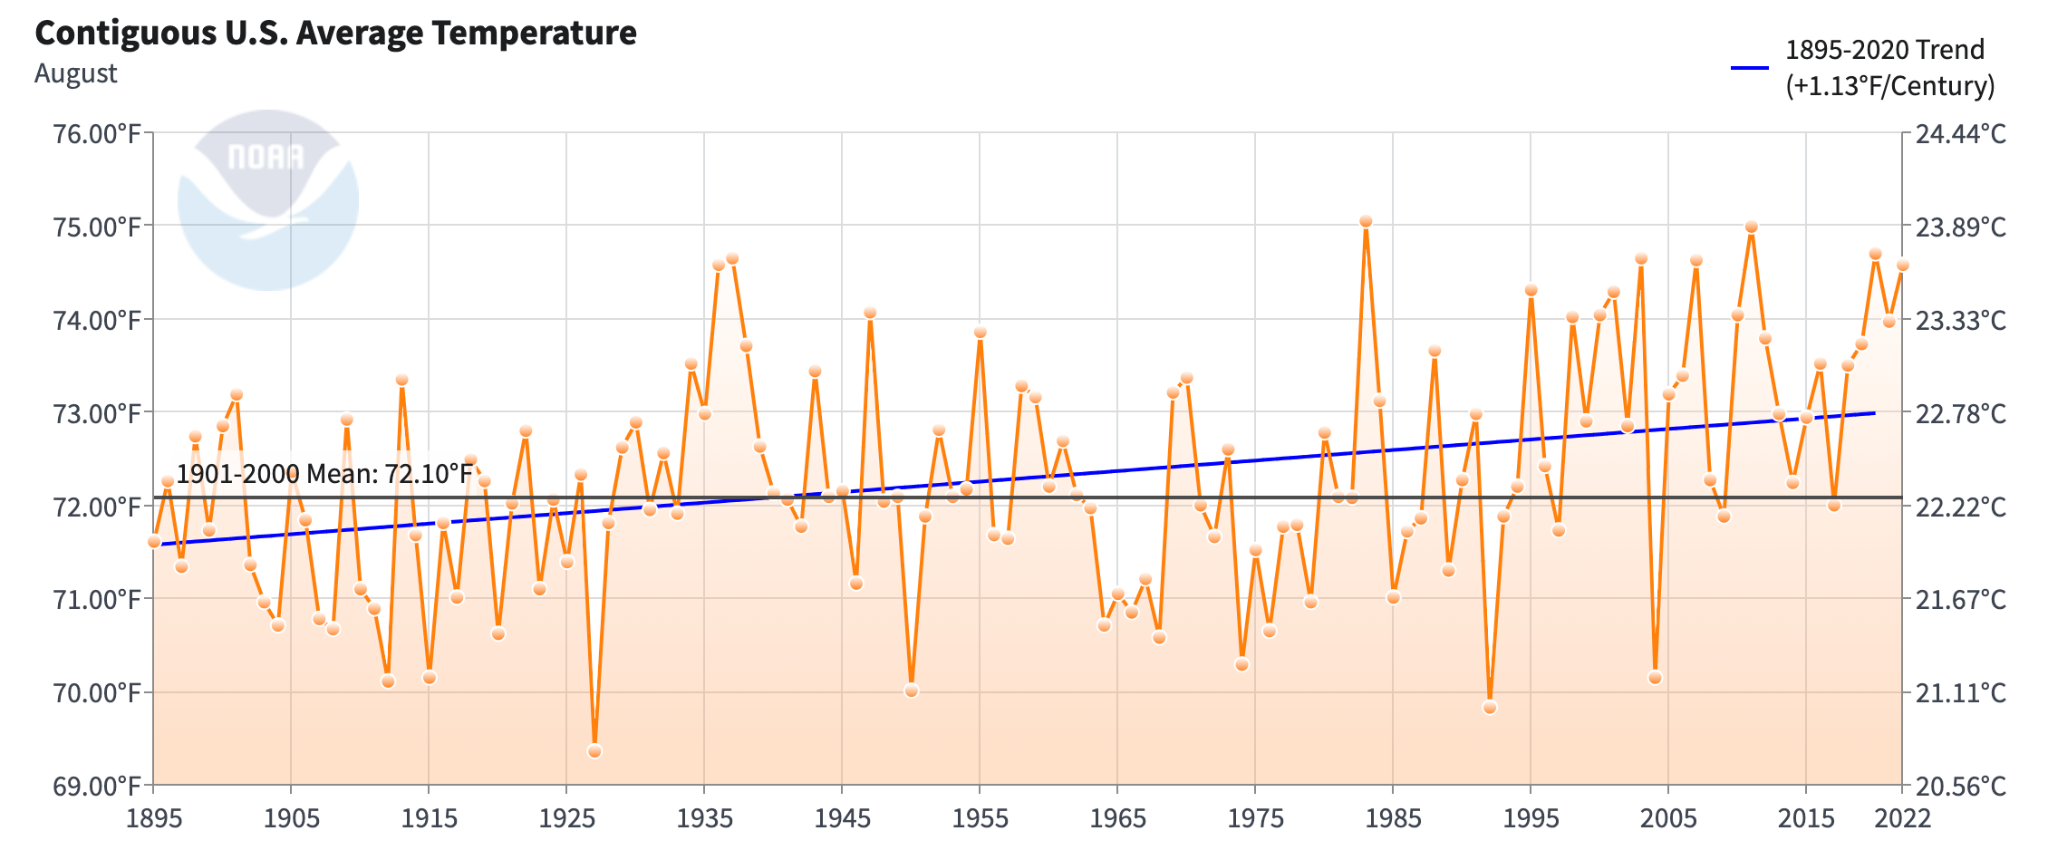 Contiguous U.S. Average Temperature
August
1895-2020 Trend
(+1.13°F/Century)
NOAA
76.00°F
75.00°F
74.00°F
73.00°F
72.00°F
71.00°F
70.00°F
69.00°F
1901-2000 Mean: 72.10°F
24.44°C
23.89°C
23.33°C
22.78°C
22.22°C
21.67°C
21.11°C
20.56°C
1895 1905 1915 1925 1935 1945 1955 1965 1975 1985 1995 2005 2015 2022